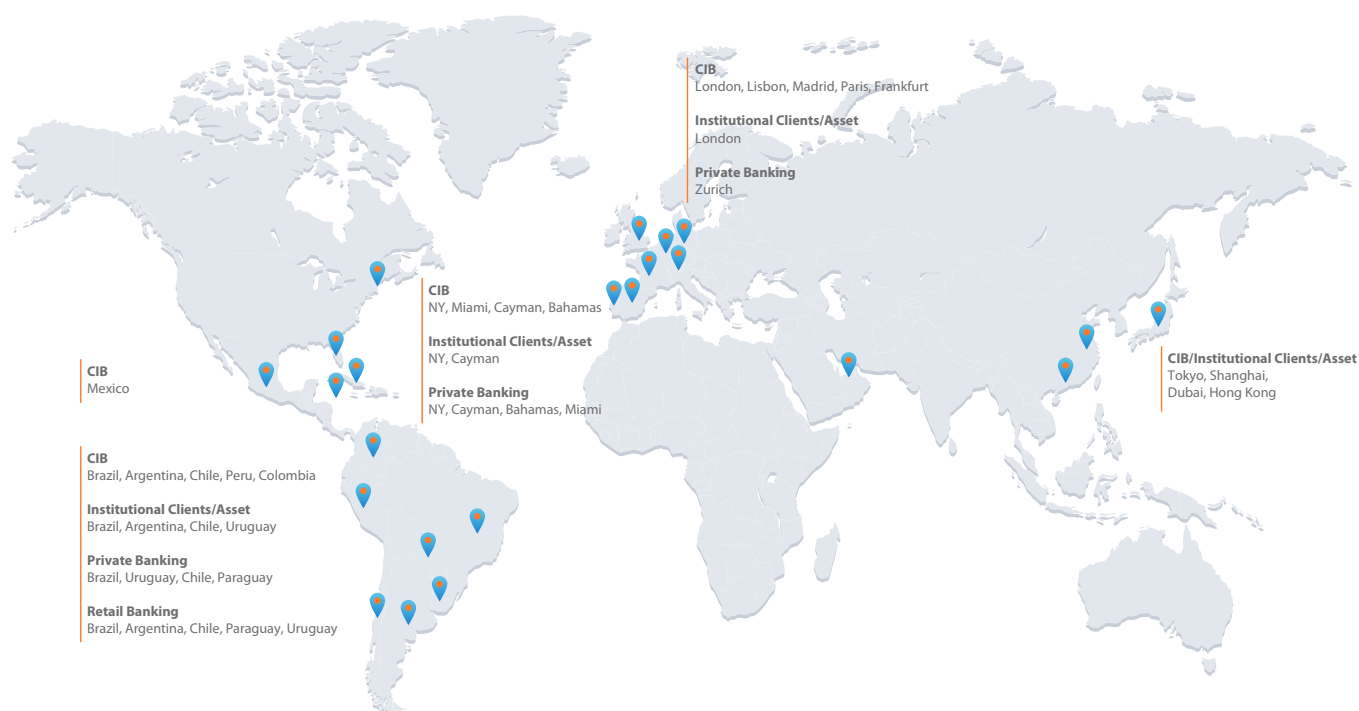 CIB
London, Lisbon, Madrid, Paris, Frankfurt
Institutional Clients/Asset
London
Private Banking
Zurich
CIB
NY, Miami, Cayman, Bahamas
Institutional Clients/Asset
NY, Cayman
Private Banking
NY, Cayman, Bahamas, Miami
CIB
Mexico
CIB/Institutional Clients/Asset
Tokyo, Shanghai,
Dubai, Hong Kong
CIB
Brazil, Argentina, Chile, Peru, Colombia
Institutional Clients/Asset
Brazil, Argentina, Chile, Uruguay
Private Banking
Brazil, Uruguay, Chile, Paraguay
Retail Banking
Brazil, Argentina, Chile, Paraguay, Uruguay